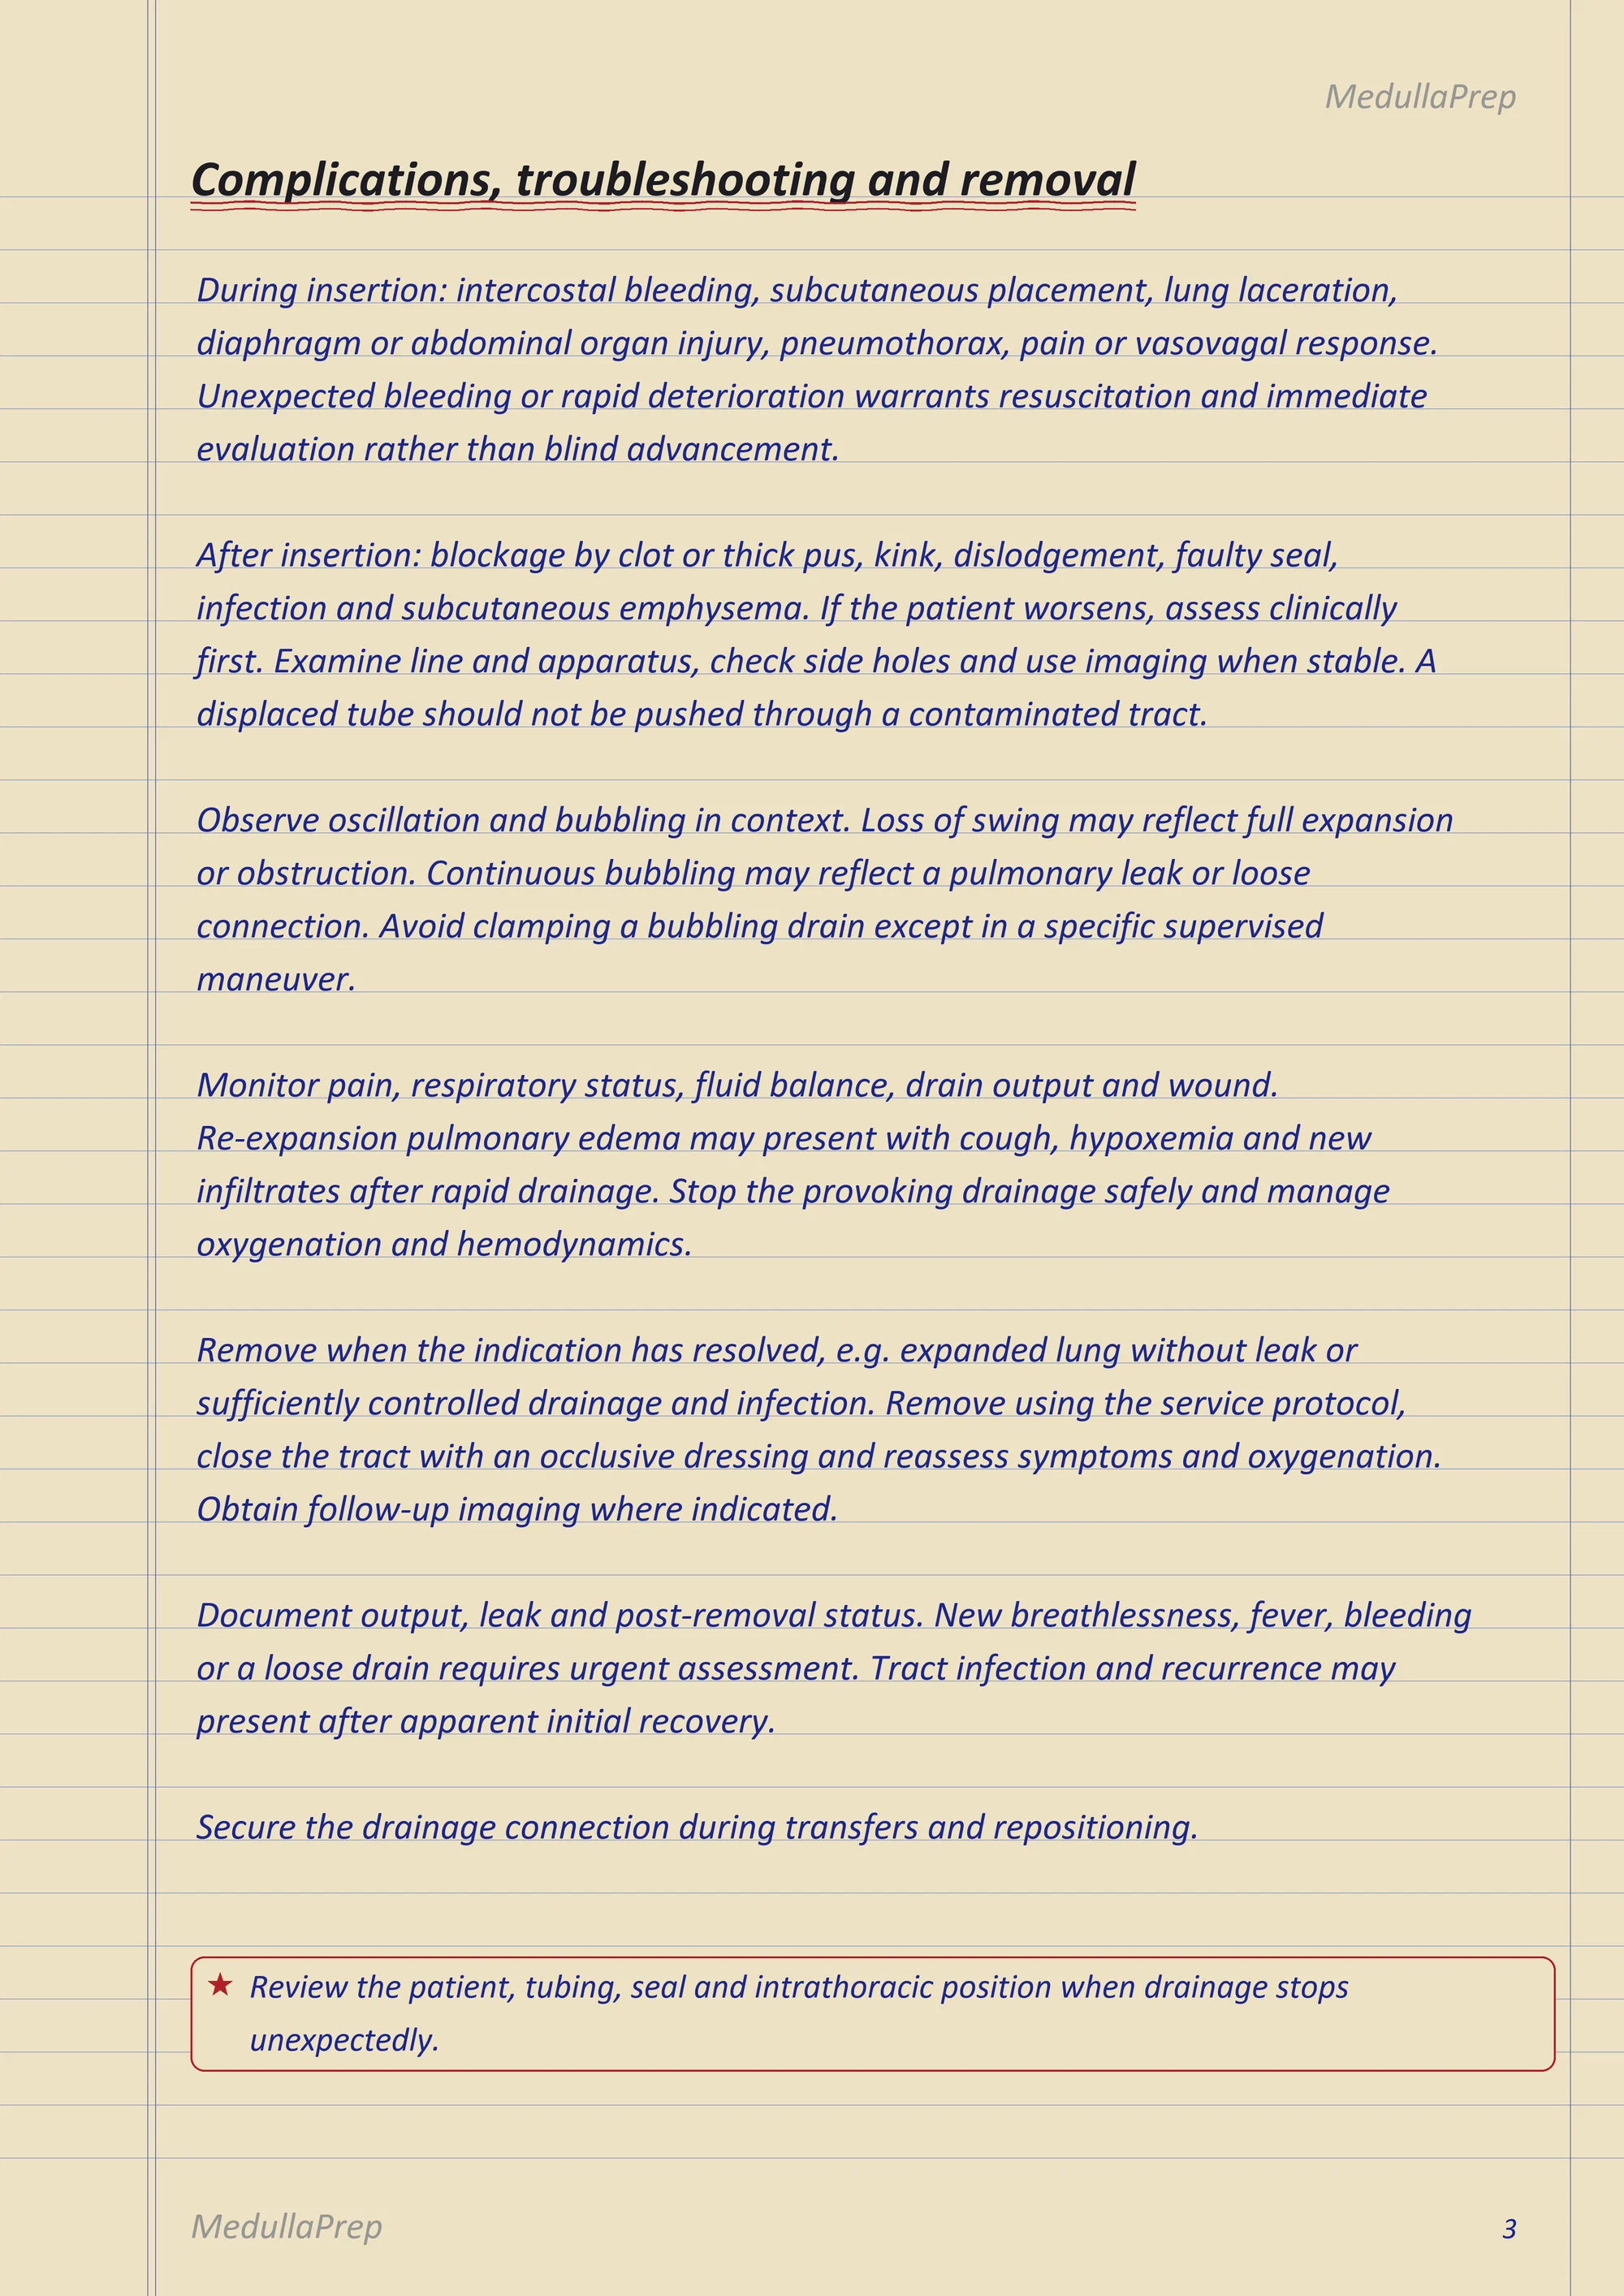 MedullaPrep
Complications, troubleshooting and removal
During insertion: intercostal bleeding, subcutaneous placement, lung laceration,
diaphragm or abdominal organ injury, pneumothorax, pain or vasovagal response.
Unexpected bleeding or rapid deterioration warrants resuscitation and immediate
evaluation rather than blind advancement.
After insertion: blockage by clot or thick pus, kink, dislodgement, faulty seal,
infection and subcutaneous emphysema. If the patient worsens, assess clinically
first. Examine line and apparatus, check side holes and use imaging when stable. A
displaced tube should not be pushed through a contaminated tract.
Observe oscillation and bubbling in context. Loss of swing may reflect full expansion
or obstruction. Continuous bubbling may reflect a pulmonary leak or loose
connection. Avoid clamping a bubbling drain except in a specific supervised
maneuver.
Monitor pain, respiratory status, fluid balance, drain output and wound.
Re-expansion pulmonary edema may present with cough, hypoxemia and new
infiltrates after rapid drainage. Stop the provoking drainage safely and manage
oxygenation and hemodynamics.
Remove when the indication has resolved, e.g. expanded lung without leak or
sufficiently controlled drainage and infection. Remove using the service protocol,
close the tract with an occlusive dressing and reassess symptoms and oxygenation.
Obtain follow-up imaging where indicated.
Document output, leak and post-removal status. New breathlessness, fever, bleeding
or a loose drain requires urgent assessment. Tract infection and recurrence may
present after apparent initial recovery.
Secure the drainage connection during transfers and repositioning.
★ Review the patient, tubing, seal and intrathoracic position when drainage stops
unexpectedly.
MedullaPrep
3